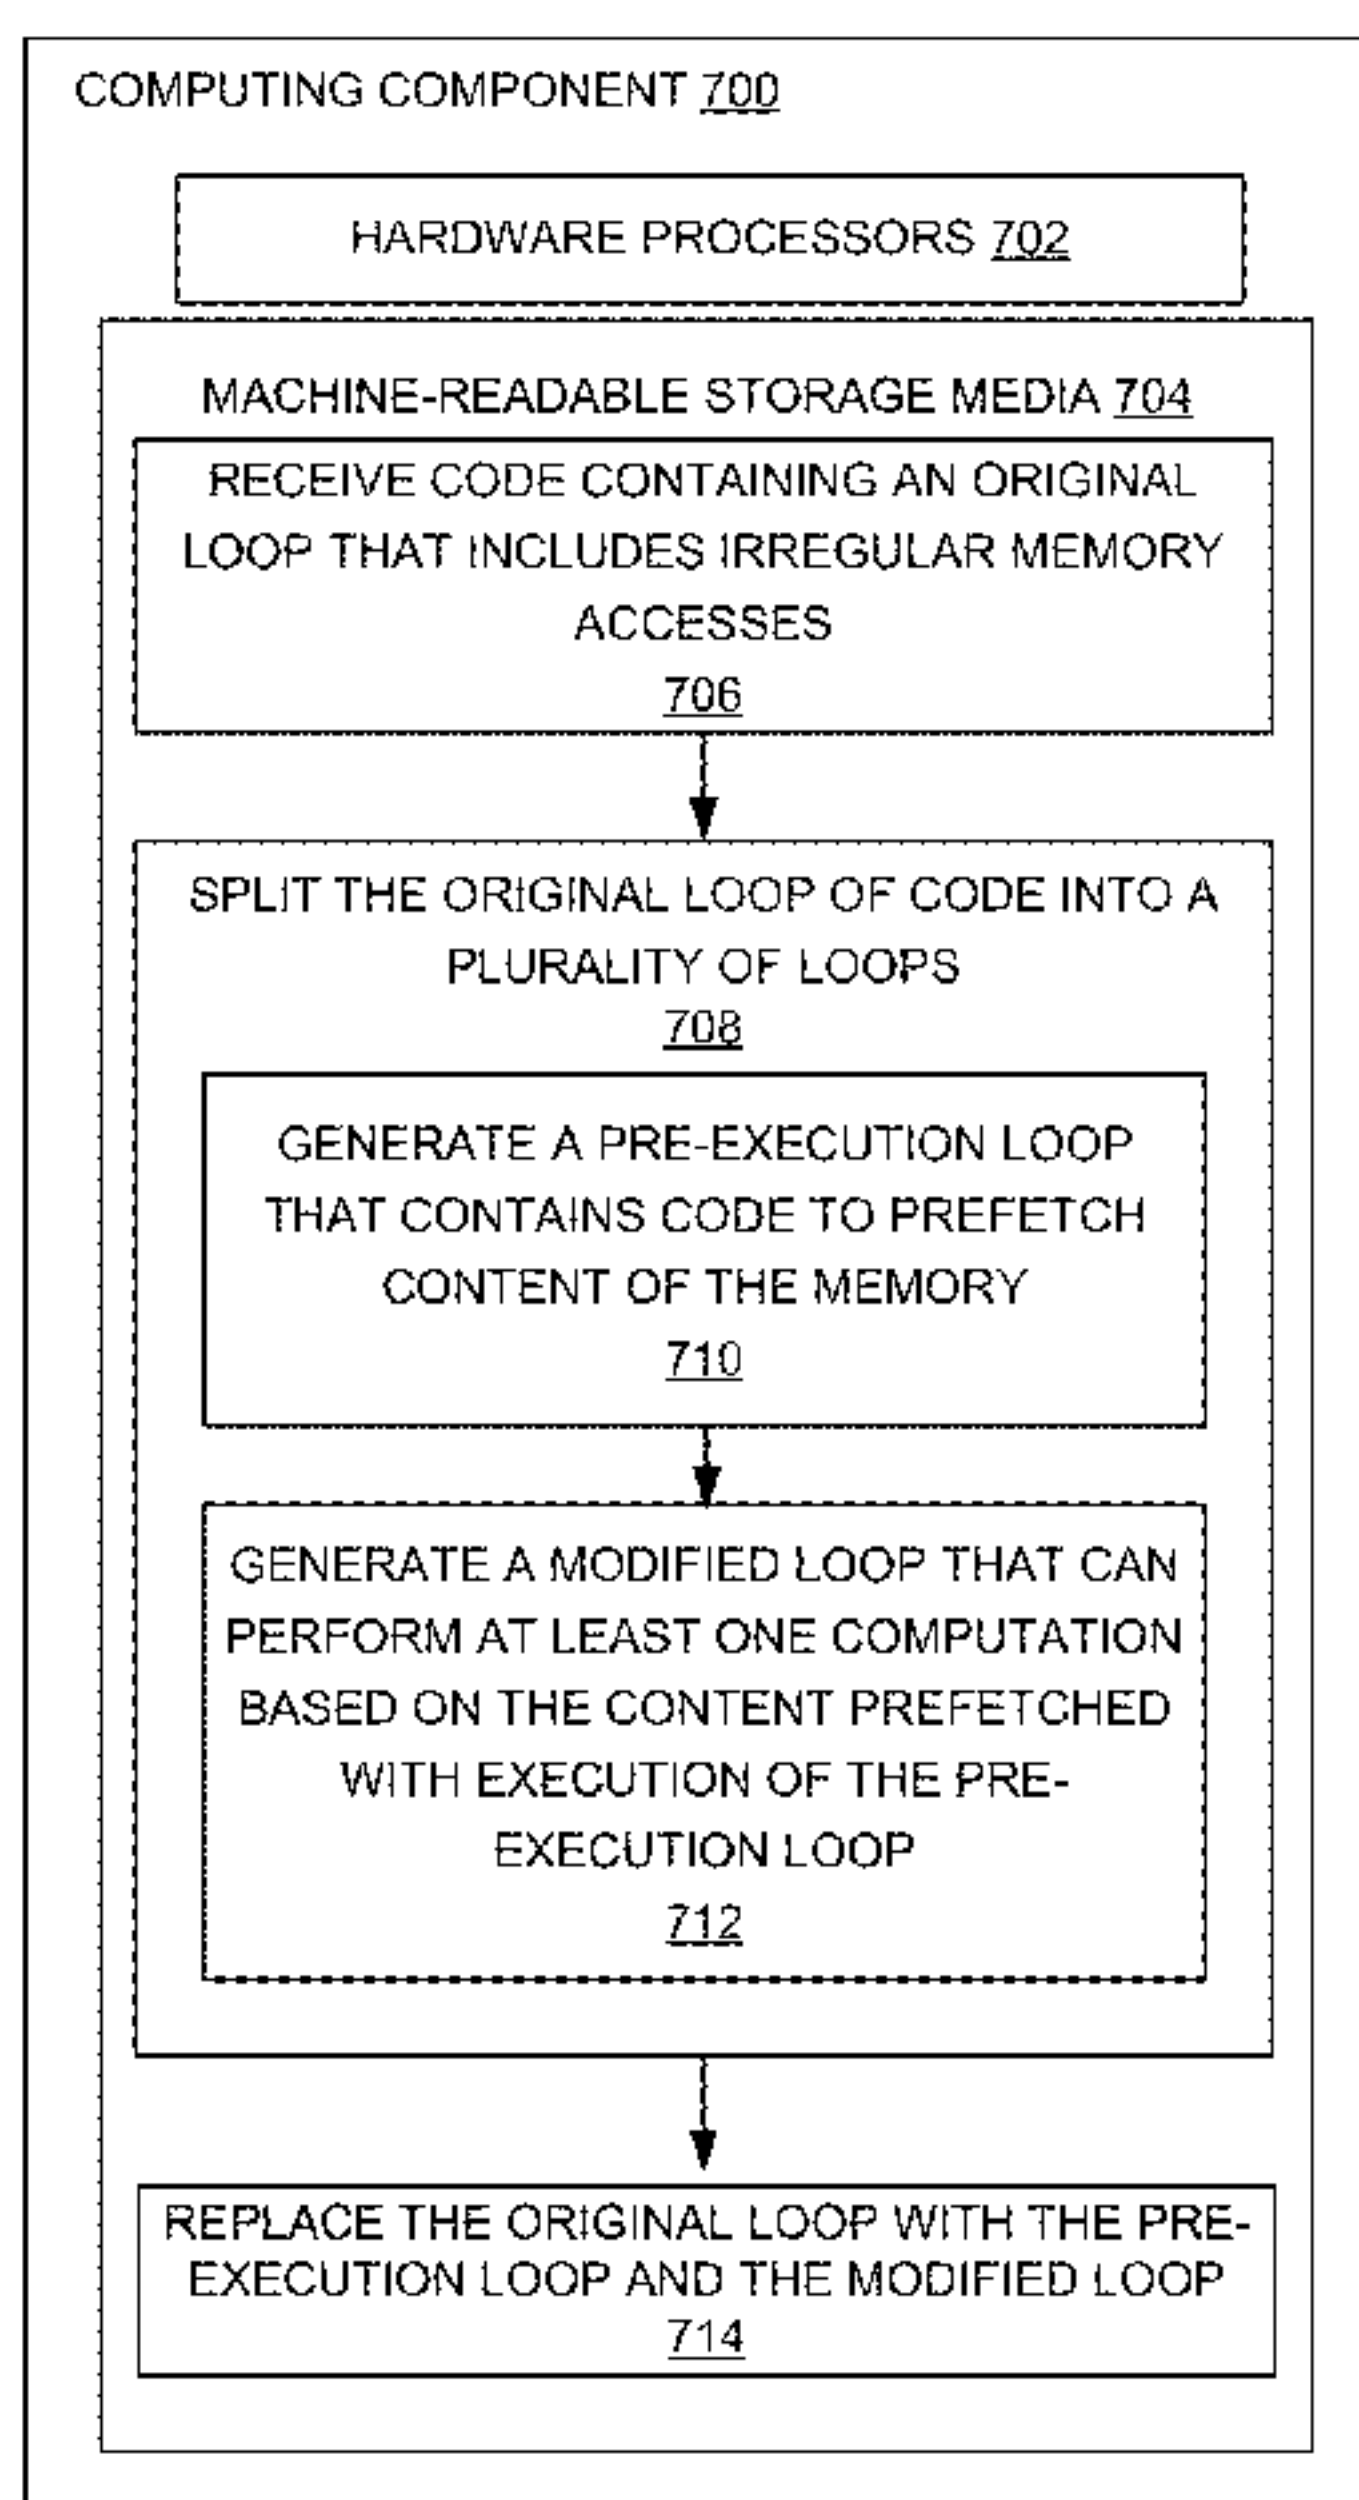 COMPUTING COMPONENT 700
HARDWARE PROCESSORS 702
MACHINE-READABLE STORAGE MEDIA 704
RECEIVE CODE CONTAINING AN ORIGINAL
LOOP THAT INCLUDES IRREGULAR MEMORY
ACCESSES
706
SPLIT THE ORIGINAL LOOP OF CODE INTO A
PLURALITY OF LOOPS
708
GENERATE A PRE-EXECUTION LOOP
THAT CONTAINS CODE TO PREFETCH
CONTENT OF THE MEMORY
710
GENERATE A MODIFIED LOOP THAT CAN
PERFORM AT LEAST ONE COMPUTATION
BASED ON THE CONTENT PREFETCHED
WITH EXECUTION OF THE PRE-
EXECUTION LOOP
712
REPLACE THE ORIGINAL LOOP WITH THE PRE-
EXECUTION LOOP AND THE MODIFIED LOOP
714